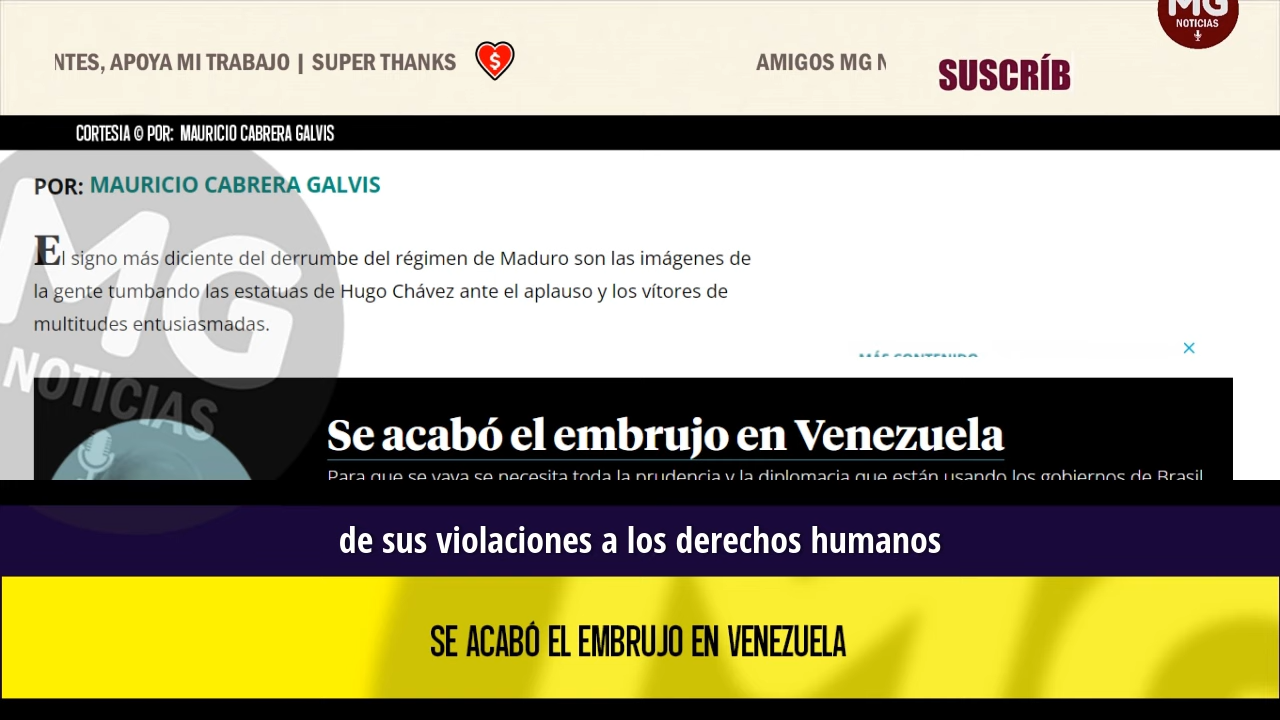 MG
NOTICIAS
NTES, APOYA MI TRABAJO | SUPER THANKS
AMIGOS MG N
SUSCRÍB
CORTESIA © POR: MAURICIO CABRERA GALVIS
POR: MAURICIO CABRERA GALVIS
El signo más diciente del derrumbe del régimen de Maduro son las imágenes de
la gente tumbando las estatuas de Hugo Chávez ante el aplauso y los vítores de
multitudes entusiasmadas.
MÁS CONTENIDO
MG
NOTICIAS
Se acabó el embrujo en Venezuela
Para que se vaya se necesita toda la prudencia y la diplomacia que están usando los gobiernos de Brasil,
de sus violaciones a los derechos humanos
SE ACABÓ EL EMBRUJO EN VENEZUELA